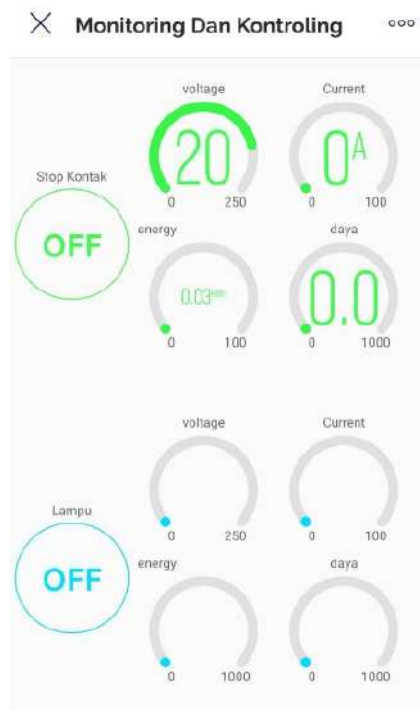 Monitoring Dan Kontroling
voltage Current
20 0A
Stop Kontak
0 250 0 100
OFF
energy daya
0.03kWh 0.0
0 100 0 1000
voltage Current
Lampu
0 250 0 100
OFF
energy daya
0 1000 0 1000